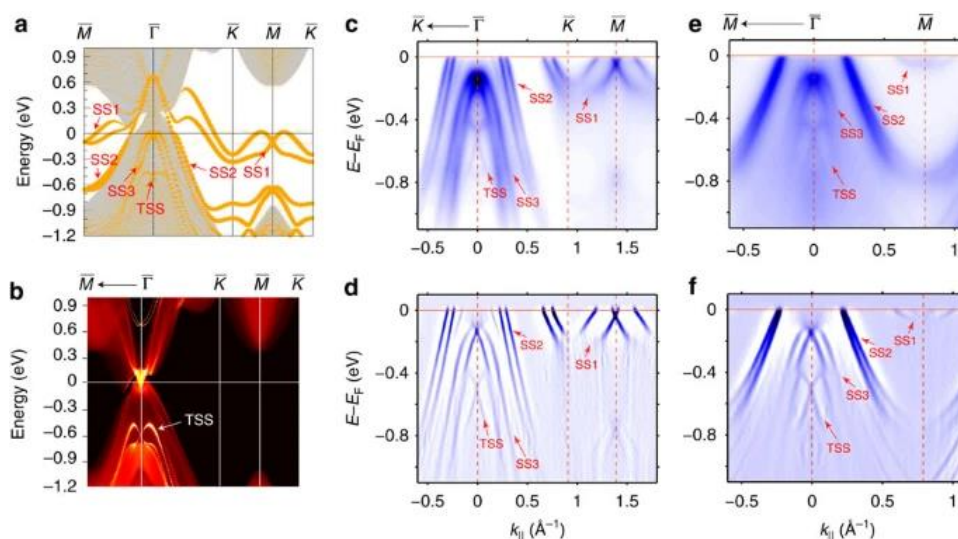 a
M̅ Γ̅ K̅ M̅ K̅
Energy (eV)
0.9
0.6
0.3
0
−0.3
−0.6
−0.9
−1.2
SS1
SS2
SS3
TSS
SS2
SS1
b
M̅ Γ̅ K̅ M̅ K̅
Energy (eV)
0.9
0.6
0.3
0
−0.3
−0.6
−0.9
−1.2
TSS
c
K̅ Γ̅ K̅ M̅
E−E_F (eV)
0
−0.4
−0.8
SS2
SS1
TSS
SS3
−0.5 0 0.5 1 1.5
d
E−E_F (eV)
0
−0.4
−0.8
SS2
SS1
TSS
SS3
−0.5 0 0.5 1 1.5
k_|| (Å⁻¹)
e
M̅ Γ̅ M̅
0
−0.4
−0.8
SS1
SS2
SS3
TSS
−0.5 0 0.5 1
f
0
−0.4
−0.8
SS1
SS2
SS3
TSS
−0.5 0 0.5 1
k_|| (Å⁻¹)